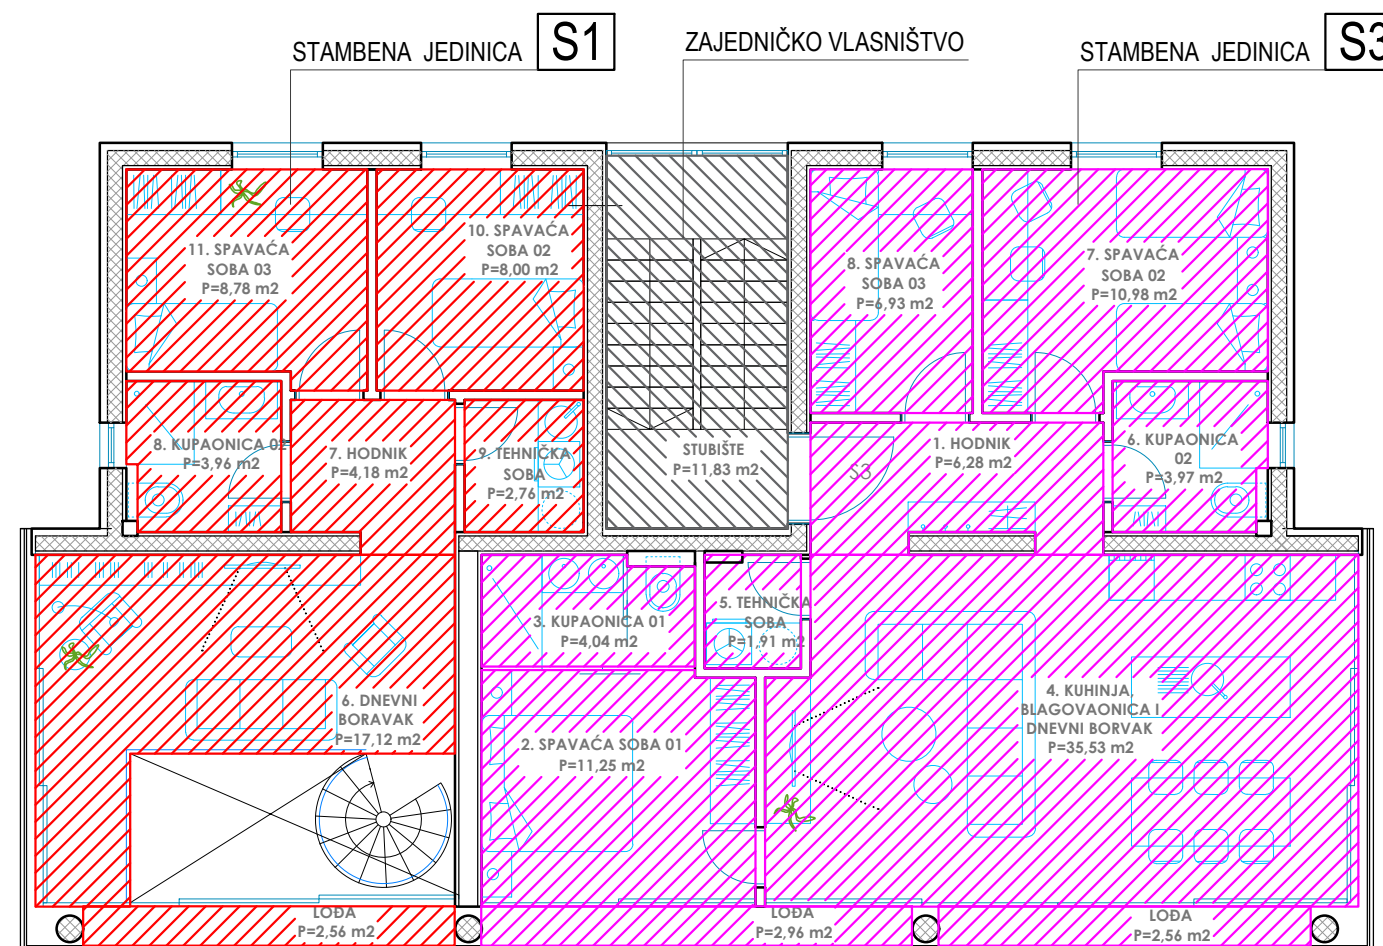 STAMBENA JEDINICA S1
ZAJEDNIČKO VLASNIŠTVO
STAMBENA JEDINICA S3
11. SPAVAĆA
SOBA 03
P=8,78 m2
10. SPAVAĆA
SOBA 02
P=8,00 m2
8. SPAVAĆA
SOBA 03
P=6,93 m2
7. SPAVAĆA
SOBA 02
P=10,98 m2
8. KUPAONICA 02
P=3,96 m2
7. HODNIK
P=4,18 m2
9. TEHNIČKA
SOBA
P=2,76 m2
STUBIŠTE
P=11,83 m2
S3
1. HODNIK
P=6,28 m2
6. KUPAONICA
02
P=3,97 m2
3. KUPAONICA 01
P=4,04 m2
5. TEHNIČKA
SOBA
P=1,91 m2
6. DNEVNI
BORAVAK
P=17,12 m2
2. SPAVAĆA SOBA 01
P=11,25 m2
4. KUHINJA,
BLAGOVAONICA I
DNEVNI BORVAK
P=35,53 m2
LOĐA
P=2,56 m2
LOĐA
P=2,96 m2
LOĐA
P=2,56 m2